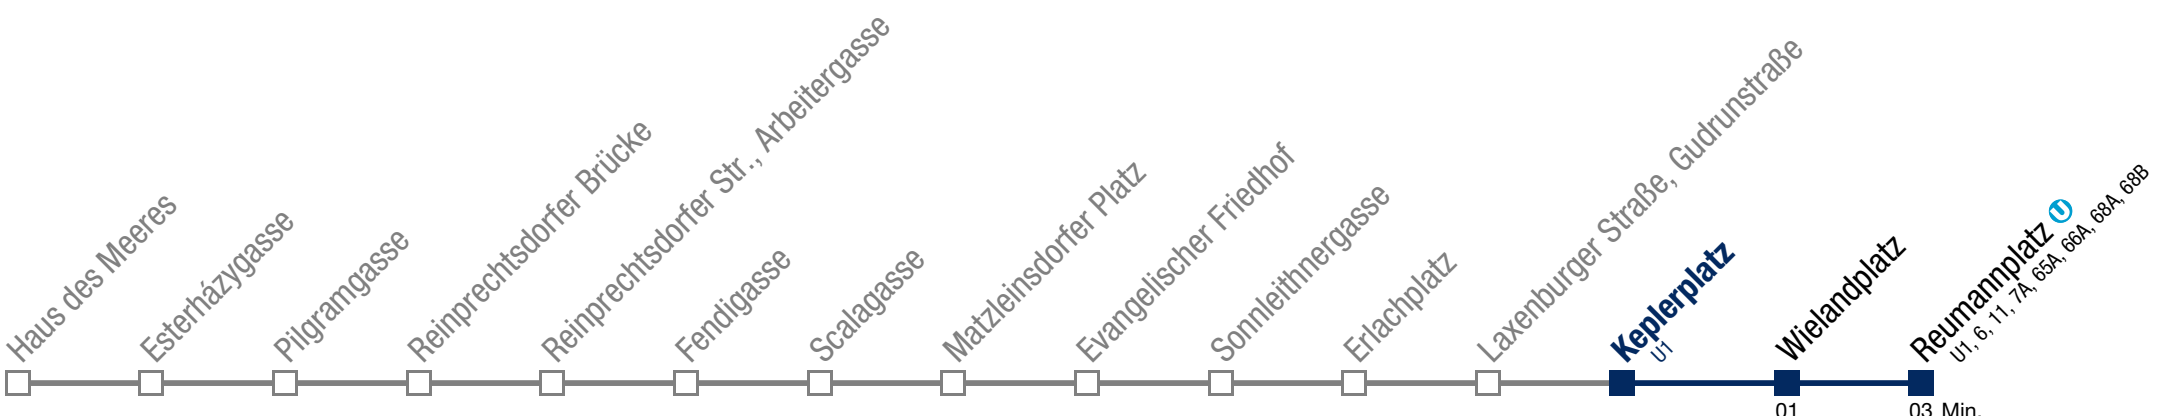 Haus des Meeres
Esterházygasse
Pilgramgasse
Reinprechtsdorfer Brücke
Reinprechtsdorfer Str., Arbeitergasse
Fendigasse
Scalagasse
Matzleinsdorfer Platz
Evangelischer Friedhof
Sonnleithnergasse
Erlachplatz
Laxenburger Straße, Gudrunstraße
Keplerplatz
U1
Wielandplatz
Reumannplatz U
U1, 6, 11, 7A, 65A, 66A, 68A, 68B
01
03 Min.